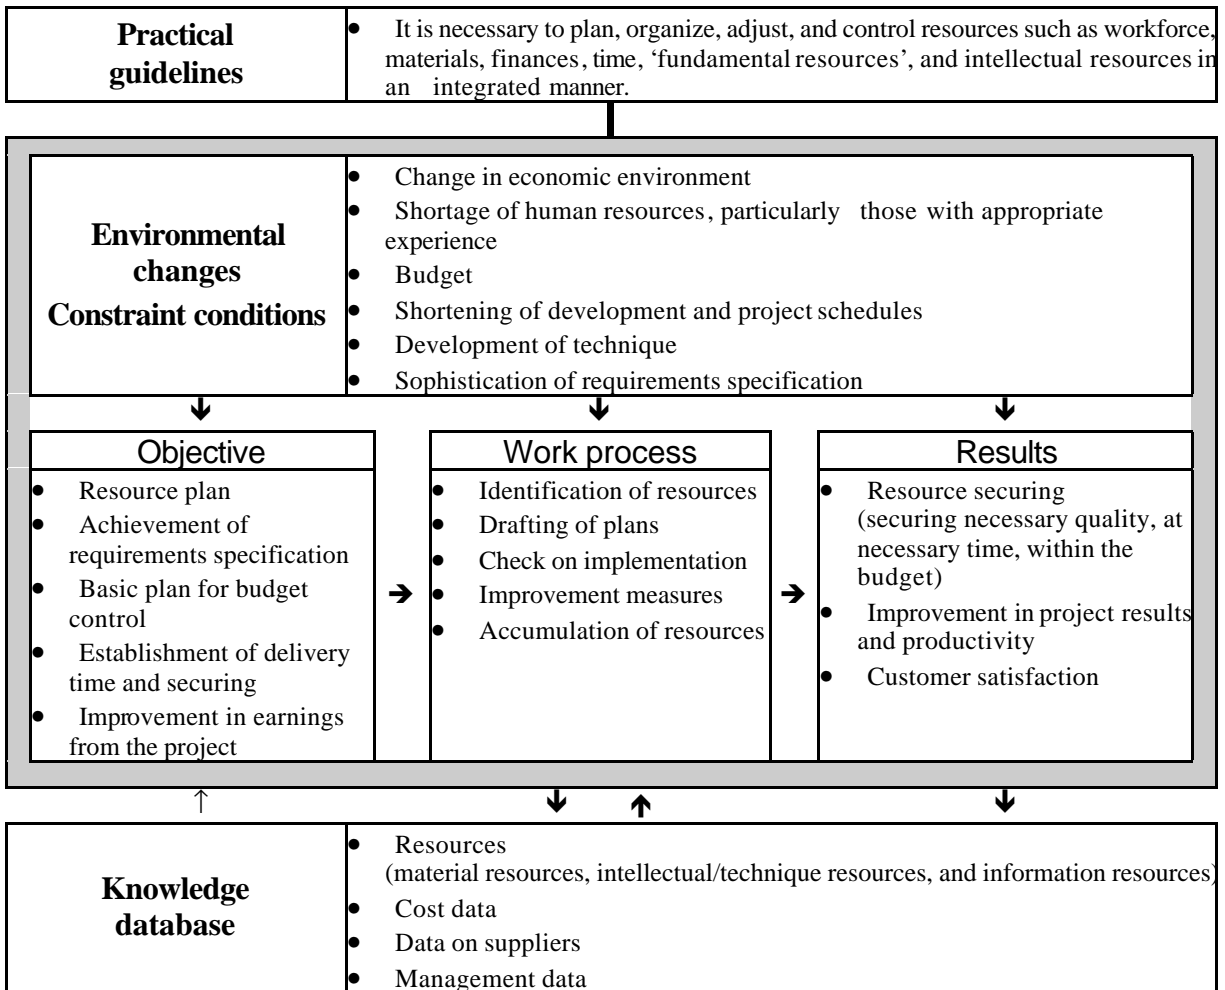 Practical
guidelines
● It is necessary to plan, organize, adjust, and control resources such as workforce,
materials, finances, time, ‘fundamental resources’, and intellectual resources in
an integrated manner.
Environmental
changes
Constraint conditions
● Change in economic environment
● Shortage of human resources, particularly those with appropriate
experience
● Budget
● Shortening of development and project schedules
● Development of technique
● Sophistication of requirements specification
Objective
● Resource plan
● Achievement of
requirements specification
● Basic plan for budget
control
● Establishment of delivery
time and securing
● Improvement in earnings
from the project
Work process
● Identification of resources
● Drafting of plans
● Check on implementation
● Improvement measures
● Accumulation of resources
Results
● Resource securing
(securing necessary quality, at
necessary time, within the
budget)
● Improvement in project results
and productivity
● Customer satisfaction
Knowledge
database
● Resources
(material resources, intellectual/technique resources, and information resources)
● Cost data
● Data on suppliers
● Management data